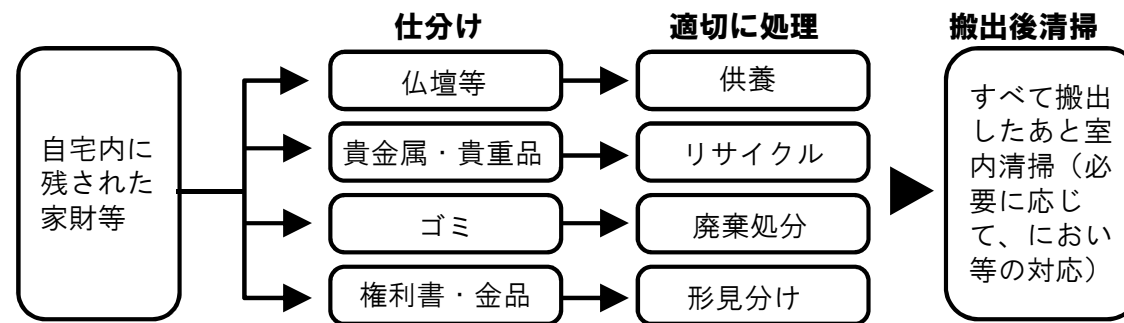 仕分け
適切に処理
搬出後清掃
自宅内に
残された
家財等
仏壇等
供養
貴金属・貴重品
リサイクル
ゴミ
廃棄処分
権利書・金品
形見分け
すべて搬出
したあと室
内清掃（必
要に応じ
て、におい
等の対応）